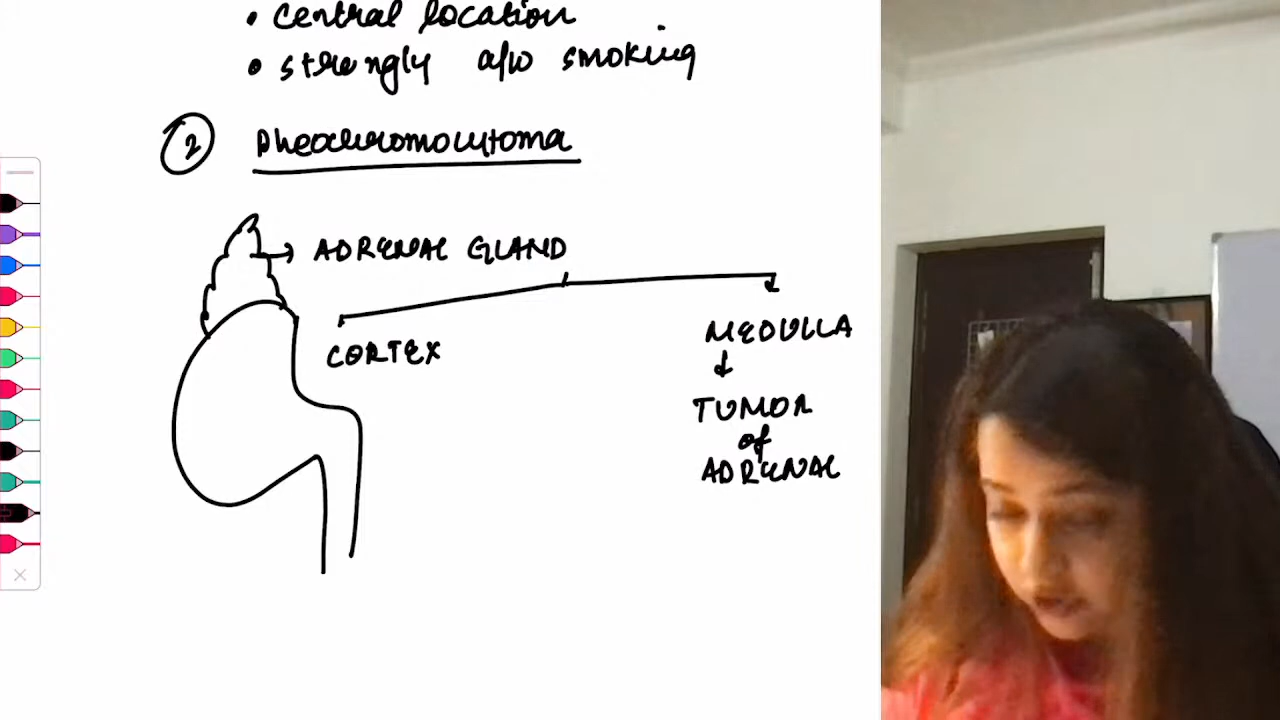 • central location
• strongly a/w smoking
2 Pheochromocytoma
→ ADRENAL GLAND
CORTEX
MEDULLA
↓
TUMOR
of
ADRENAL